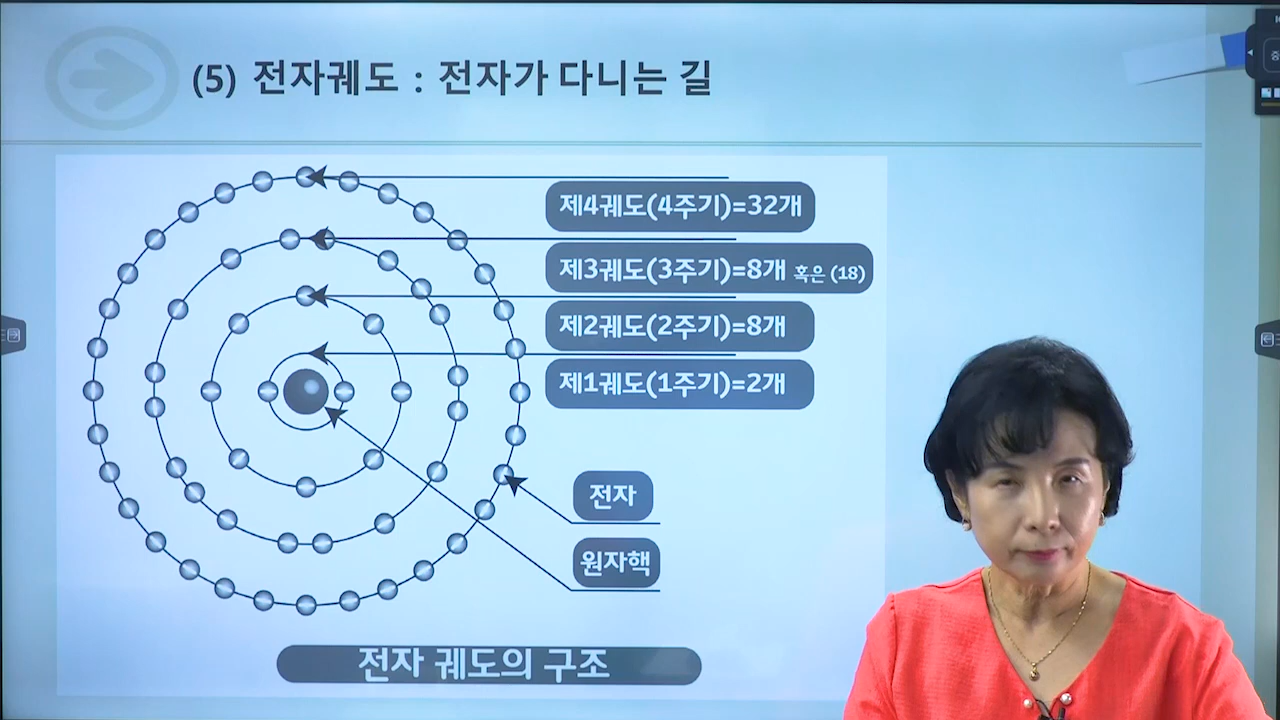 (5) 전자궤도 : 전자가 다니는 길
제4궤도(4주기)=32개
제3궤도(3주기)=8개 혹은 (18)
제2궤도(2주기)=8개
제1궤도(1주기)=2개
전자
원자핵
전자 궤도의 구조
중